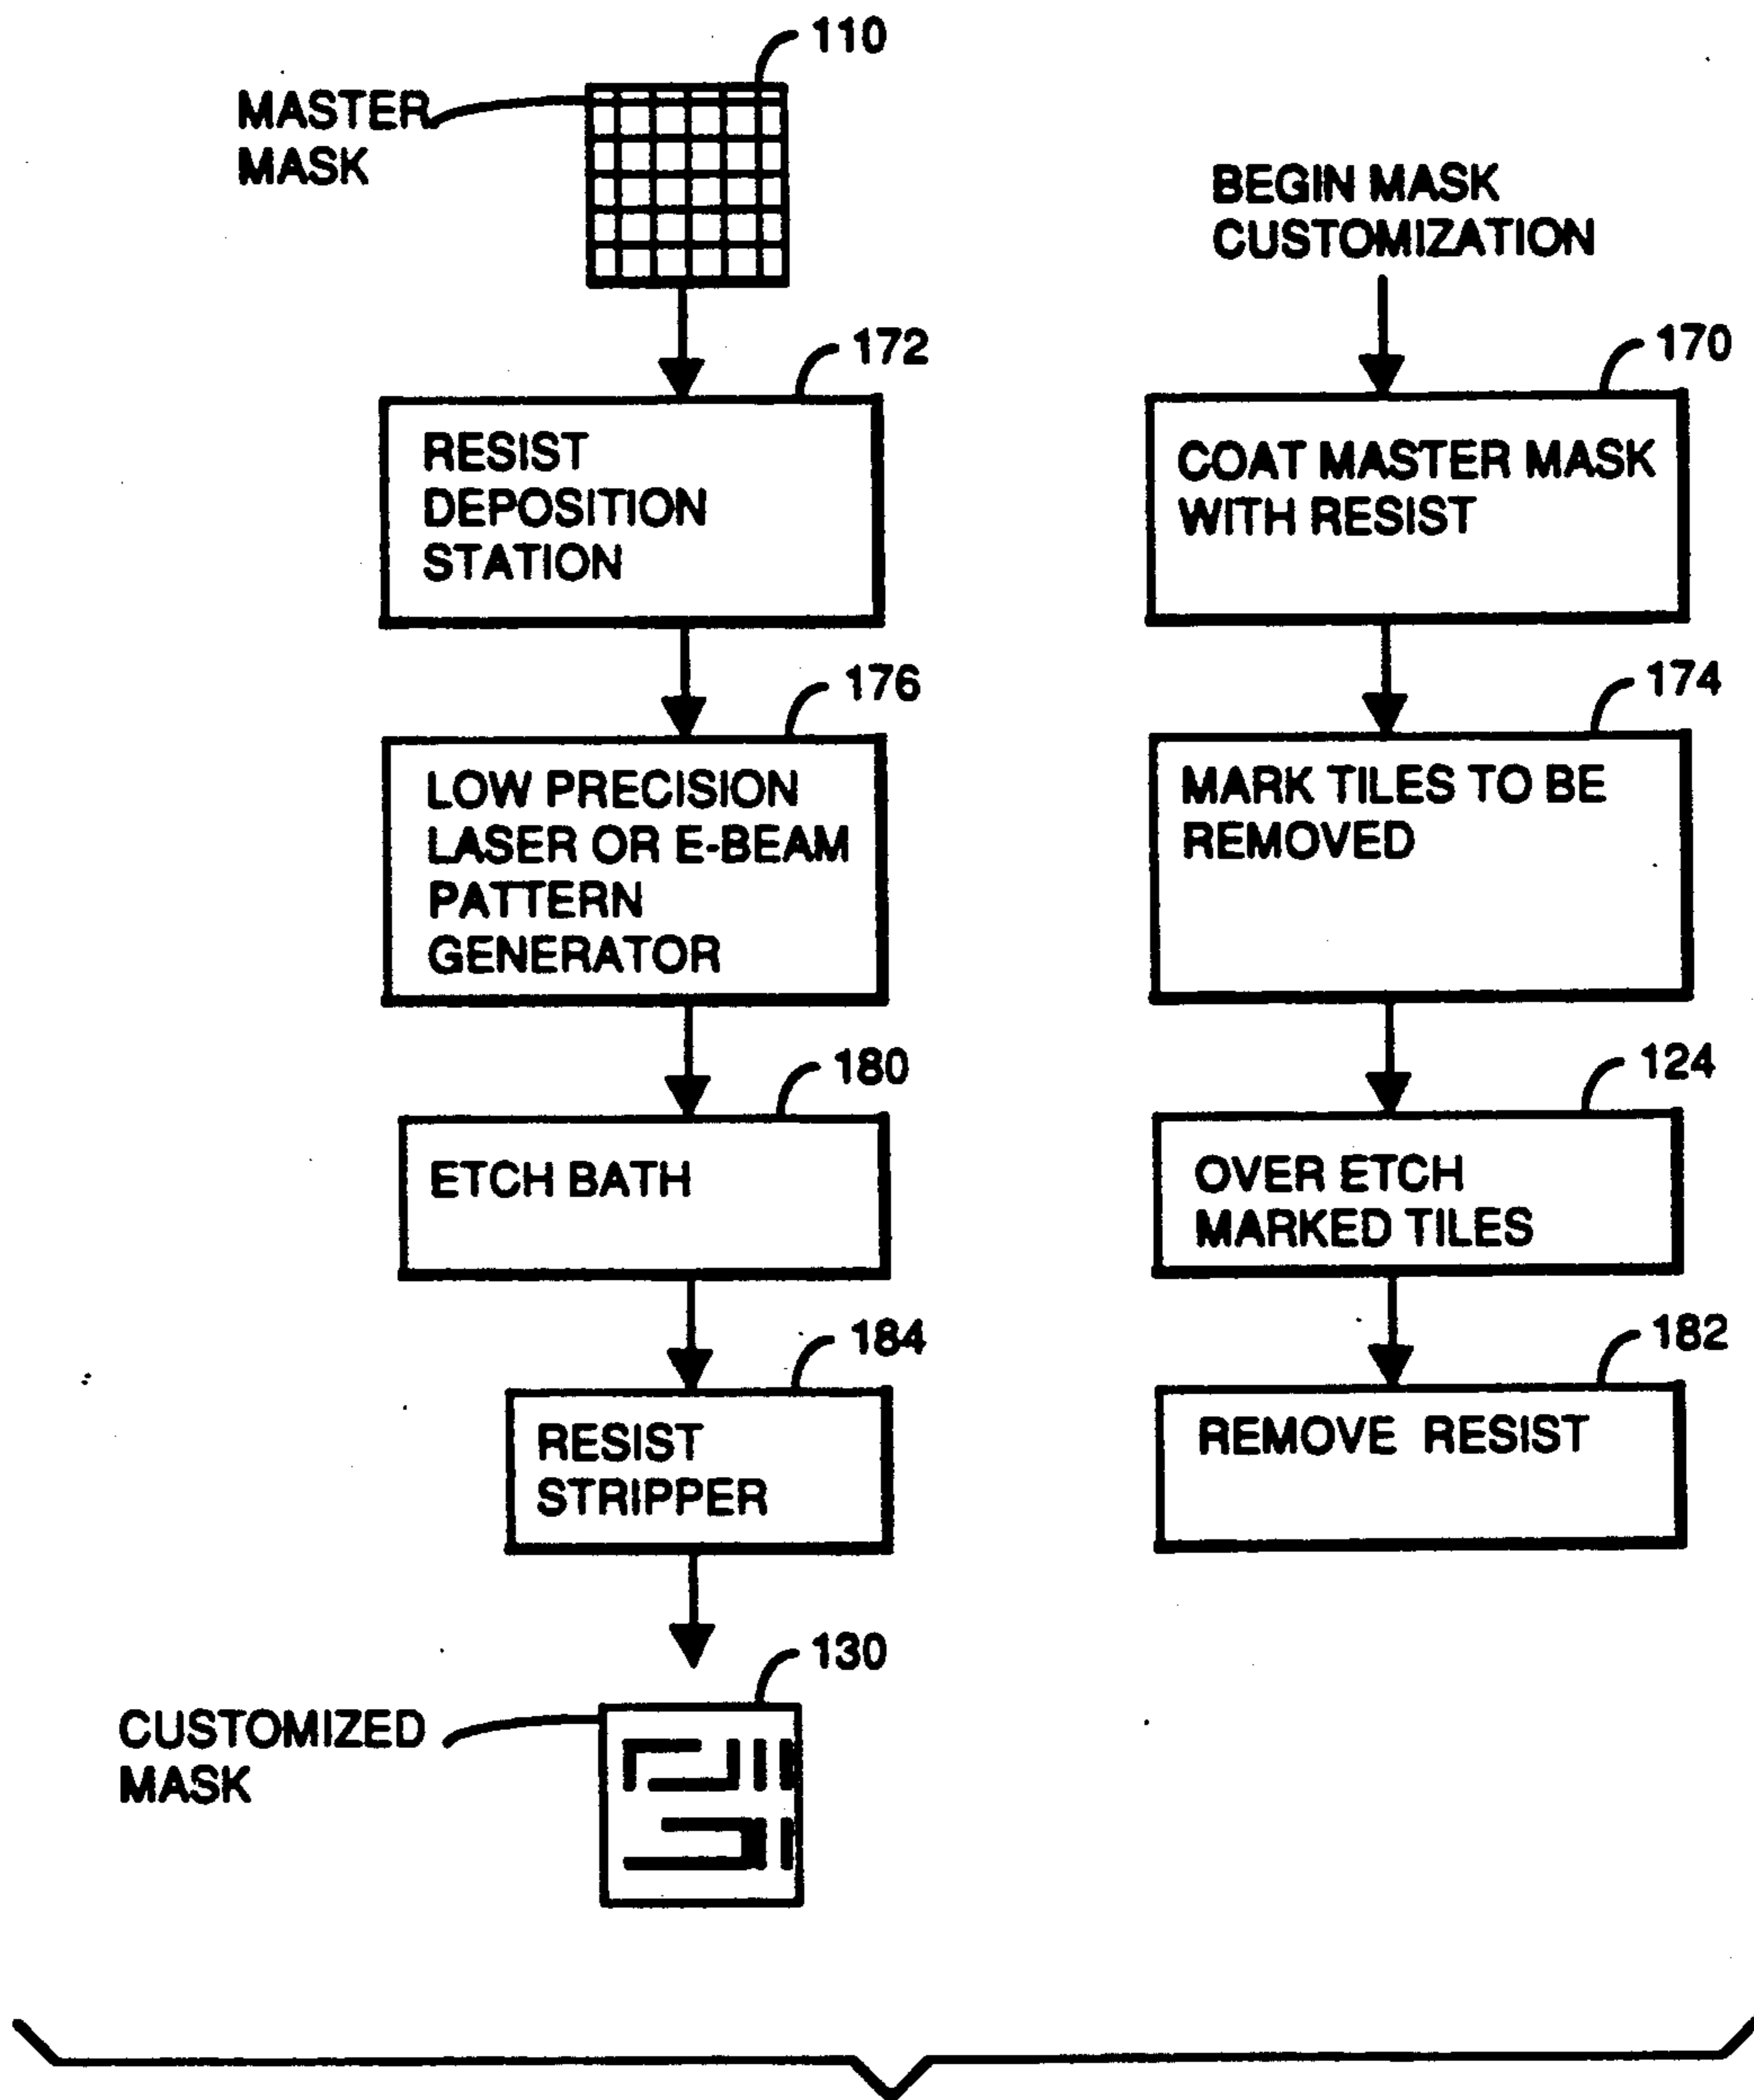 110
MASTER
MASK
172
RESIST
DEPOSITION
STATION
176
LOW PRECISION
LASER OR E-BEAM
PATTERN
GENERATOR
180
ETCH BATH
184
RESIST
STRIPPER
130
CUSTOMIZED
MASK
BEGIN MASK
CUSTOMIZATION
170
COAT MASTER MASK
WITH RESIST
174
MARK TILES TO BE
REMOVED
124
OVER ETCH
MARKED TILES
182
REMOVE RESIST